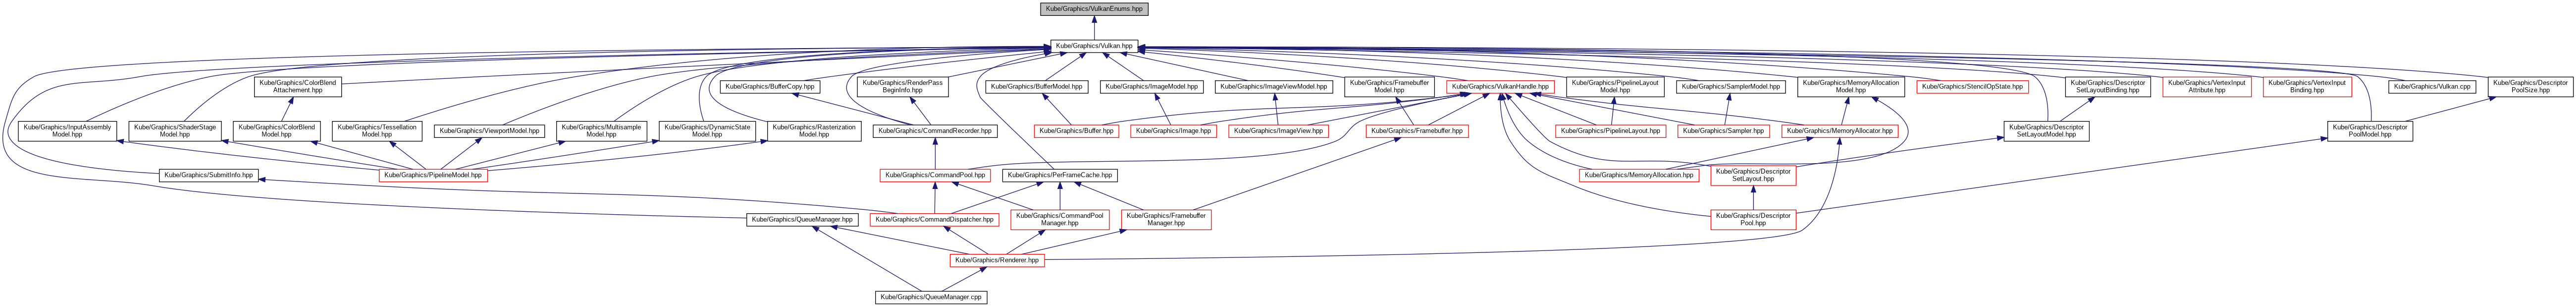 Kube/Graphics/VulkanEnums.hpp
Kube/Graphics/Vulkan.hpp
Kube/Graphics/ColorBlend
Attachement.hpp
Kube/Graphics/BufferCopy.hpp
Kube/Graphics/RenderPass
BeginInfo.hpp
Kube/Graphics/BufferModel.hpp
Kube/Graphics/ImageModel.hpp
Kube/Graphics/ImageViewModel.hpp
Kube/Graphics/Framebuffer
Model.hpp
Kube/Graphics/VulkanHandle.hpp
Kube/Graphics/PipelineLayout
Model.hpp
Kube/Graphics/SamplerModel.hpp
Kube/Graphics/MemoryAllocation
Model.hpp
Kube/Graphics/StencilOpState.hpp
Kube/Graphics/Descriptor
SetLayoutBinding.hpp
Kube/Graphics/VertexInput
Attribute.hpp
Kube/Graphics/VertexInput
Binding.hpp
Kube/Graphics/Vulkan.cpp
Kube/Graphics/Descriptor
PoolSize.hpp
Kube/Graphics/InputAssembly
Model.hpp
Kube/Graphics/ShaderStage
Model.hpp
Kube/Graphics/ColorBlend
Model.hpp
Kube/Graphics/Tessellation
Model.hpp
Kube/Graphics/ViewportModel.hpp
Kube/Graphics/Multisample
Model.hpp
Kube/Graphics/DynamicState
Model.hpp
Kube/Graphics/Rasterization
Model.hpp
Kube/Graphics/CommandRecorder.hpp
Kube/Graphics/Buffer.hpp
Kube/Graphics/Image.hpp
Kube/Graphics/ImageView.hpp
Kube/Graphics/Framebuffer.hpp
Kube/Graphics/PipelineLayout.hpp
Kube/Graphics/Sampler.hpp
Kube/Graphics/MemoryAllocator.hpp
Kube/Graphics/Descriptor
SetLayoutModel.hpp
Kube/Graphics/Descriptor
PoolModel.hpp
Kube/Graphics/SubmitInfo.hpp
Kube/Graphics/PipelineModel.hpp
Kube/Graphics/CommandPool.hpp
Kube/Graphics/PerFrameCache.hpp
Kube/Graphics/MemoryAllocation.hpp
Kube/Graphics/Descriptor
SetLayout.hpp
Kube/Graphics/QueueManager.hpp
Kube/Graphics/CommandDispatcher.hpp
Kube/Graphics/CommandPool
Manager.hpp
Kube/Graphics/Framebuffer
Manager.hpp
Kube/Graphics/Descriptor
Pool.hpp
Kube/Graphics/Renderer.hpp
Kube/Graphics/QueueManager.cpp